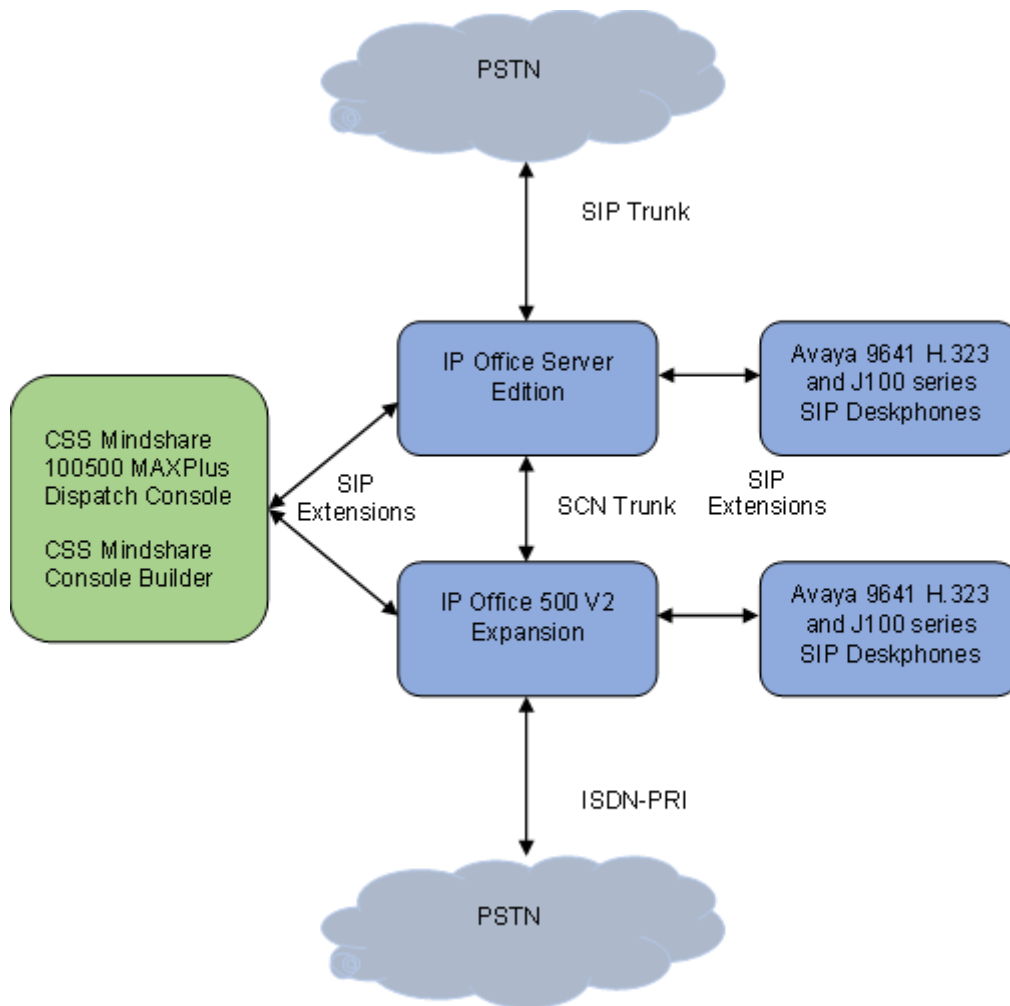 PSTN
SIP Trunk
IP Office Server
Edition
Avaya 9641 H.323
and J100 series
SIP Deskphones
CSS Mindshare
100500 MAXPlus
Dispatch Console
CSS Mindshare
Console Builder
SIP
Extensions
SCN Trunk
SIP
Extensions
IP Office 500 V2
Expansion
Avaya 9641 H.323
and J100 series
SIP Deskphones
ISDN-PRI
PSTN